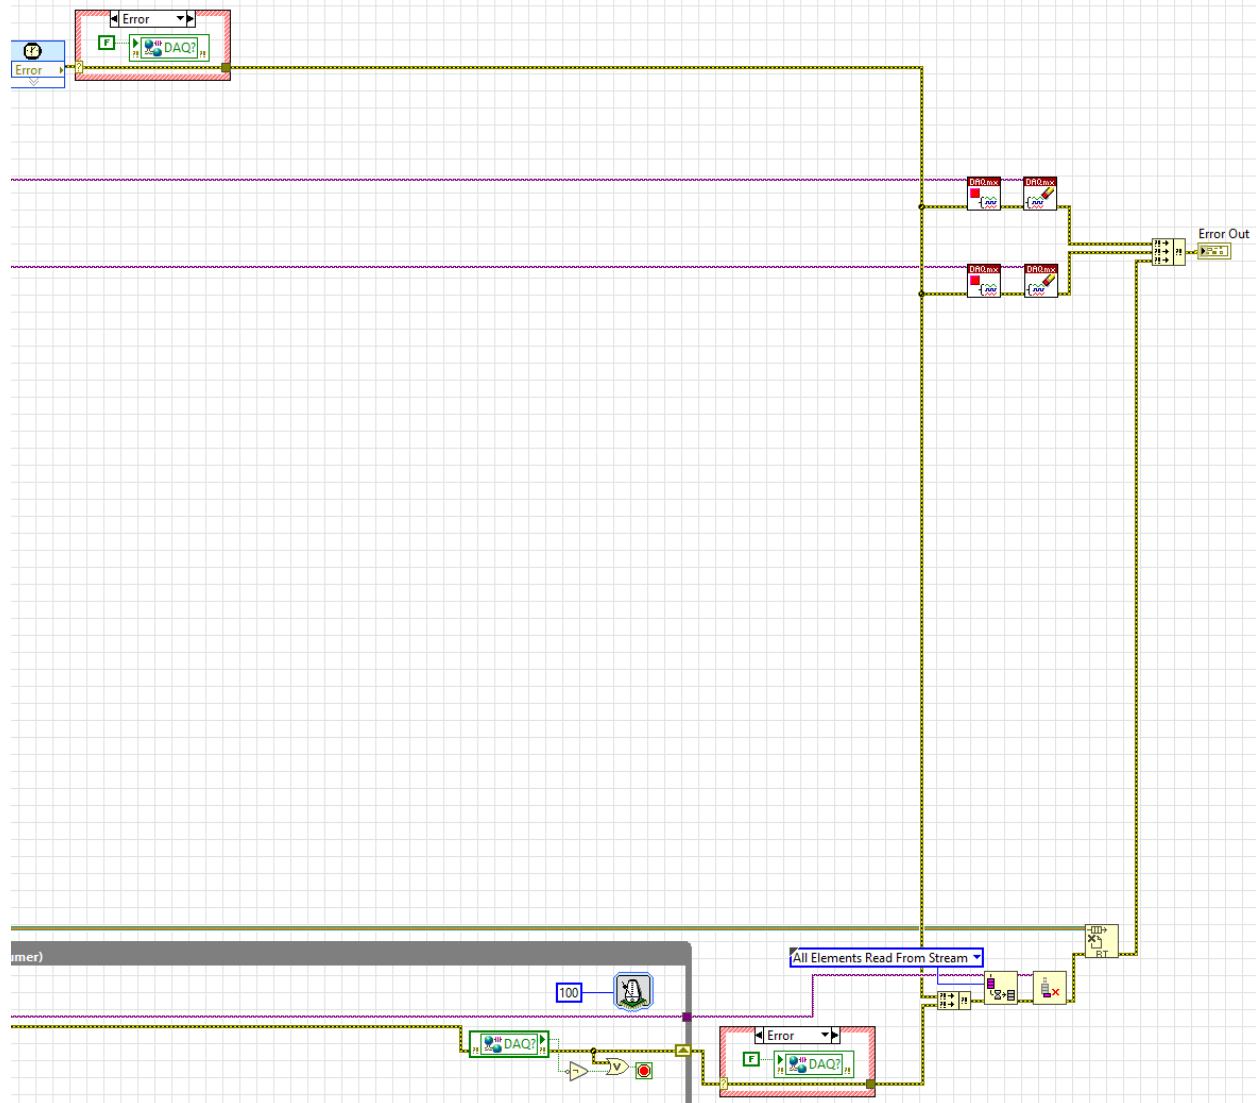 Error
F
DAQ?
Error
DAQmx
DAQmx
Error Out
DAQmx
DAQmx
RT
umer)
All Elements Read From Stream
100
Error
DAQ?
F
DAQ?